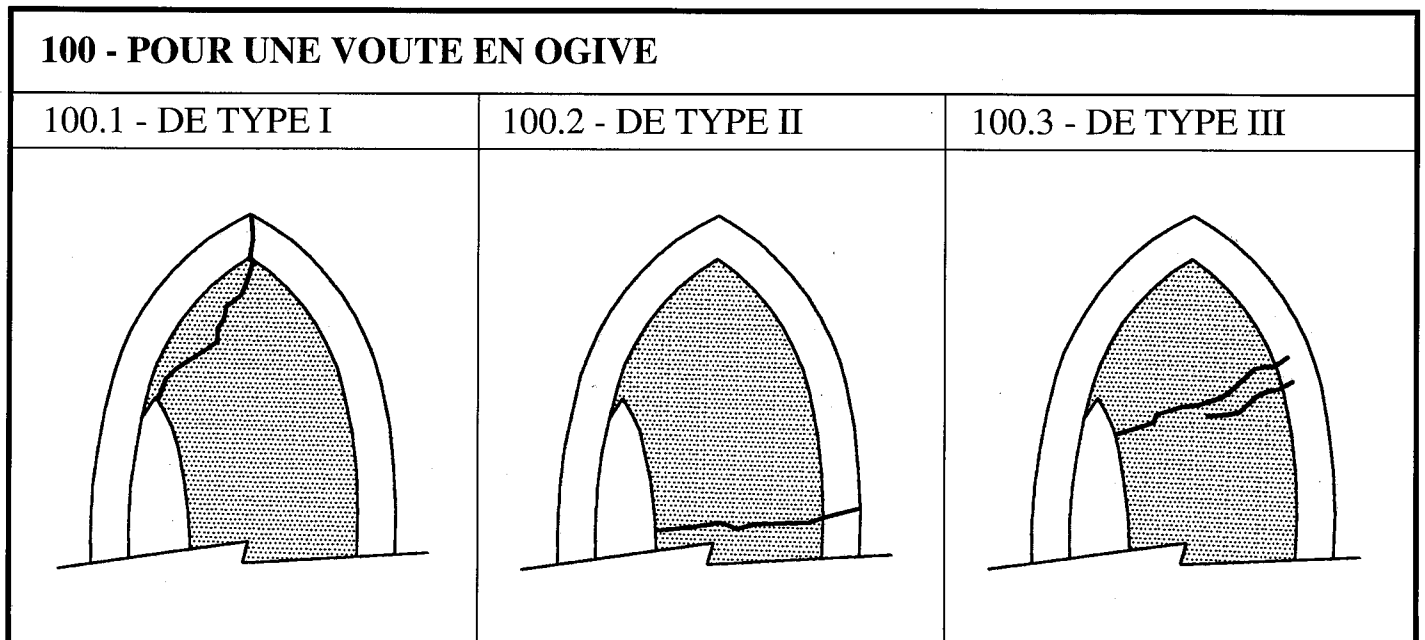 100 - POUR UNE VOUTE EN OGIVE
100.1 - DE TYPE I
100.2 - DE TYPE II
100.3 - DE TYPE III